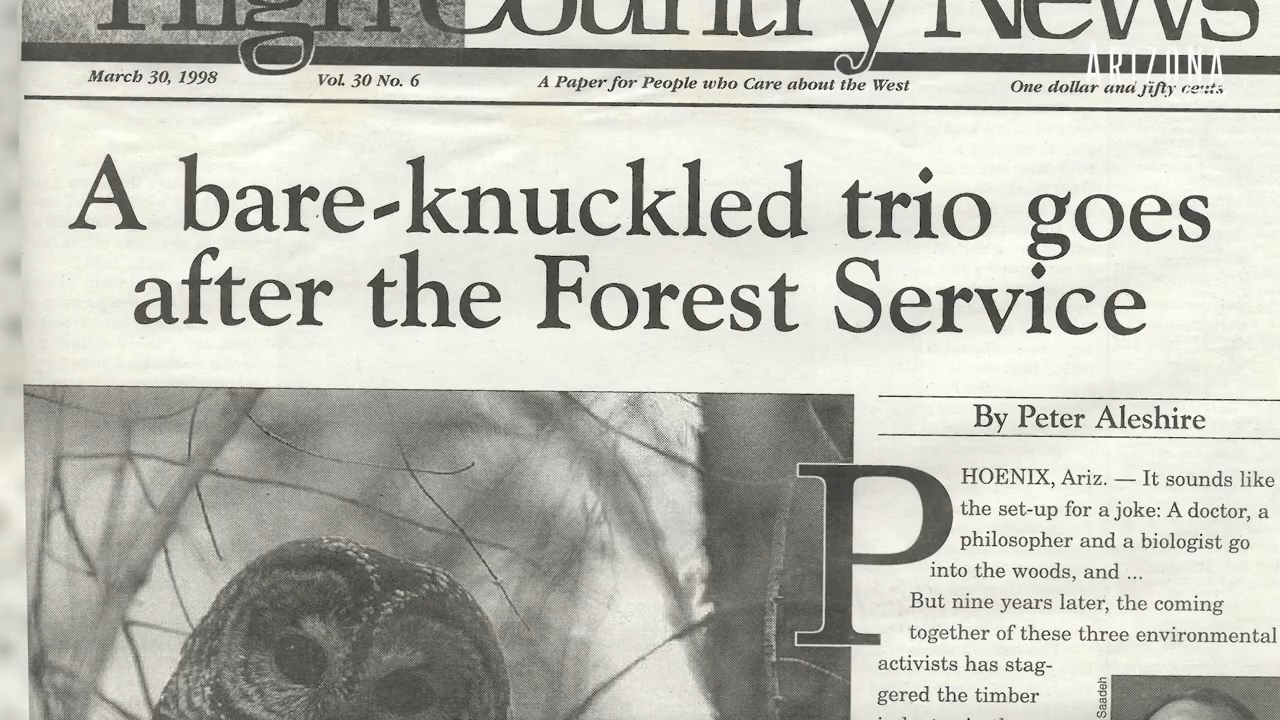 High Country News
ARIZONA
March 30, 1998 Vol. 30 No. 6 A Paper for People who Care about the West One dollar and fifty cents
A bare-knuckled trio goes
after the Forest Service
By Peter Aleshire
PHOENIX, Ariz. — It sounds like
the set-up for a joke: A doctor, a
philosopher and a biologist go
into the woods, and ...
But nine years later, the coming
together of these three environmental
activists has stag-
gered the timber
Saadeh